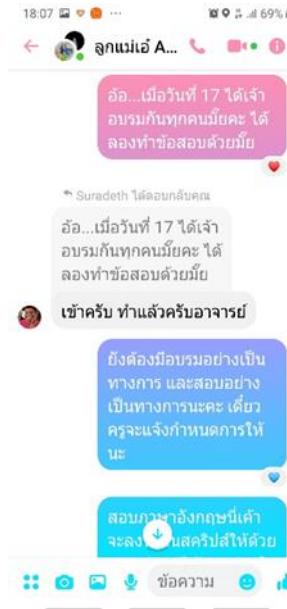 18:07
69%
ลูกแม่เอ๋ A...
อ้อ...เมื่อวันที่ 17 ได้เจ้า
อบรมกันทุกคนมั๊ยคะ ได้
ลองทำข้อสอบด้วยมั๊ย
Suradeth ได้ตอบกลับคุณ
อ้อ...เมื่อวันที่ 17 ได้เจ้า
อบรมกันทุกคนมั๊ยคะ ได้
ลองทำข้อสอบด้วยมั๊ย
เข้าครับ ทำแล้วครับอาจารย์
ยังต้องมีอบรมอย่างเป็น
ทางการ และสอบอย่าง
เป็นทางการนะคะ เดี๋ยว
ครูจะแจ้งกำหนดการให้
นะ
สอบภาษาอังกฤษนี่เค้า
จะลง นสคริปส์ให้ด้วย
ข้อความ